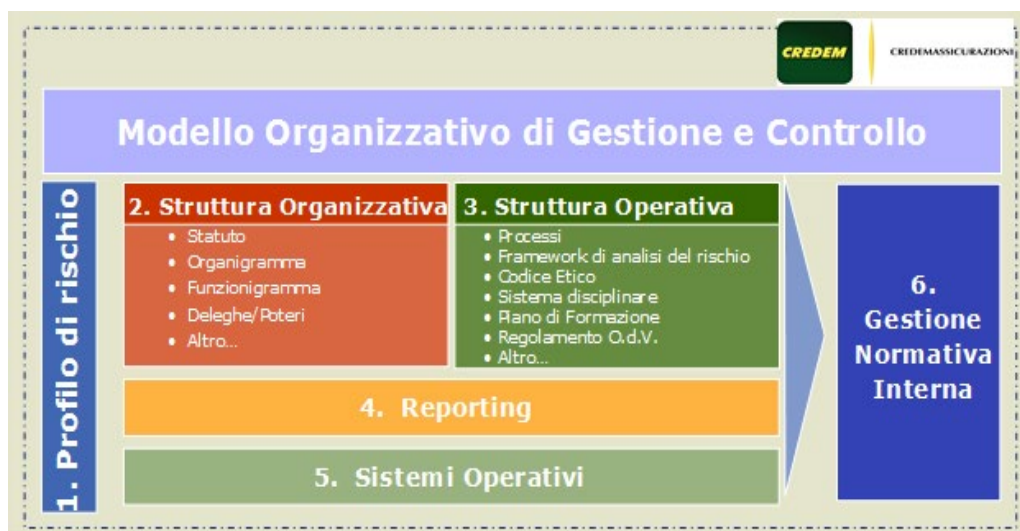 CREDEM
CREDEMASSICURAZIONI
Modello Organizzativo di Gestione e Controllo
1. Profilo di rischio
2. Struttura Organizzativa
• Statuto
• Organigramma
• Funzionigramma
• Deleghe/Poteri
• Altro...
3. Struttura Operativa
• Processi
• Framework di analisi del rischio
• Codice Etico
• Sistema disciplinare
• Piano di Formazione
• Regolamento O.d.V.
• Altro...
4. Reporting
5. Sistemi Operativi
6.
Gestione
Normativa
Interna